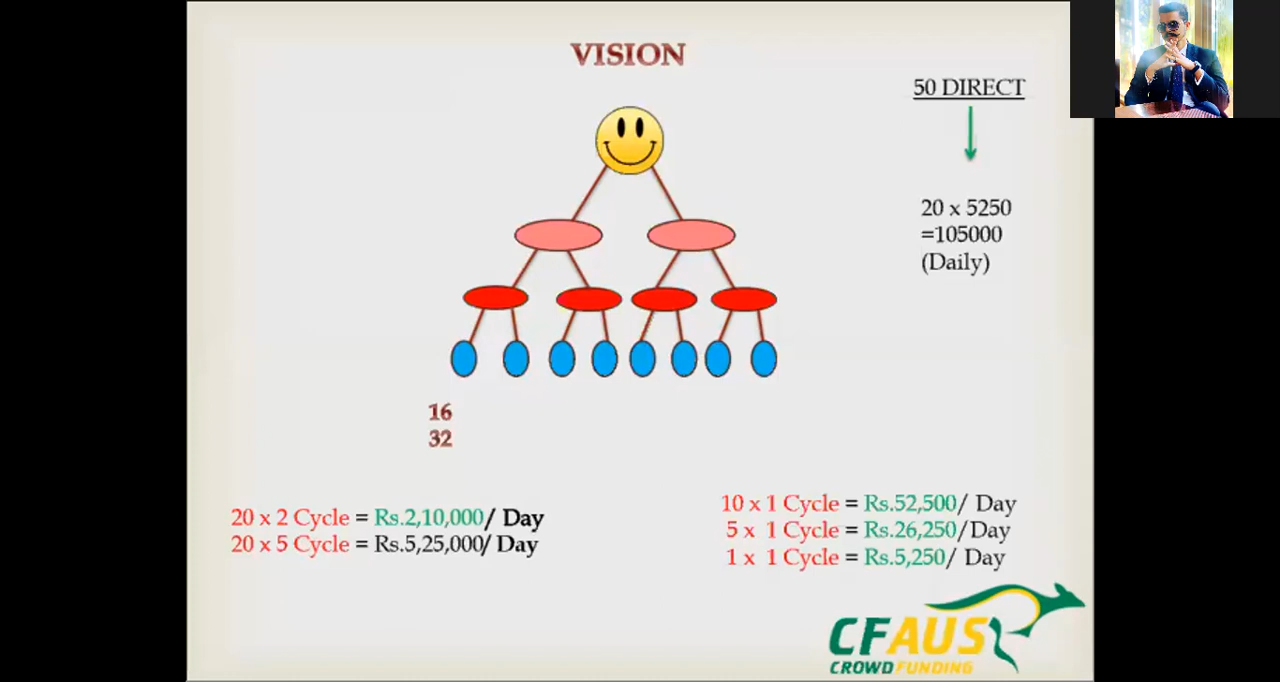 VISION
50 DIRECT
20 x 5250
=105000
(Daily)
16
32
20 x 2 Cycle = Rs.2,10,000/ Day
20 x 5 Cycle = Rs.5,25,000/ Day
10 x 1 Cycle = Rs.52,500/ Day
5 x 1 Cycle = Rs.26,250/Day
1 x 1 Cycle = Rs.5,250/ Day
CFAUS
CROWDFUNDING